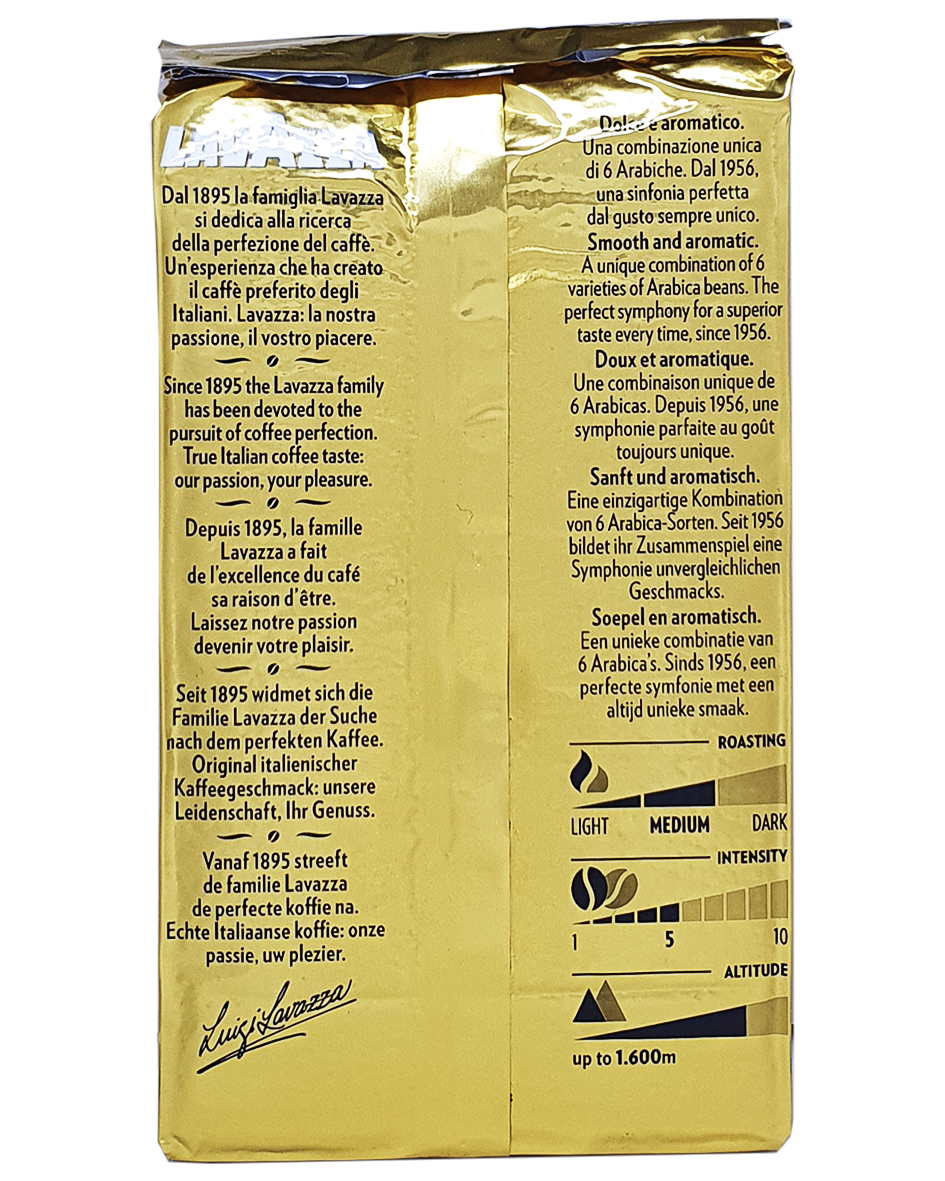 LAVAZZA
Dal 1895 la famiglia Lavazza
si dedica alla ricerca
della perfezione del caffè.
Un'esperienza che ha creato
il caffè preferito degli
Italiani. Lavazza: la nostra
passione, il vostro piacere.
Since 1895 the Lavazza family
has been devoted to the
pursuit of coffee perfection.
True Italian coffee taste:
our passion, your pleasure.
Depuis 1895, la famille
Lavazza a fait
de l'excellence du café
sa raison d'être.
Laissez notre passion
devenir votre plaisir.
Seit 1895 widmet sich die
Familie Lavazza der Suche
nach dem perfekten Kaffee.
Original italienischer
Kaffeegeschmack: unsere
Leidenschaft, Ihr Genuss.
Vanaf 1895 streeft
de familie Lavazza
de perfecte koffie na.
Echte Italiaanse koffie: onze
passie, uw plezier.
Luigi Lavazza
Dolce e aromatico.
Una combinazione unica
di 6 Arabiche. Dal 1956,
una sinfonia perfetta
dal gusto sempre unico.
Smooth and aromatic.
A unique combination of 6
varieties of Arabica beans. The
perfect symphony for a superior
taste every time, since 1956.
Doux et aromatique.
Une combinaison unique de
6 Arabicas. Depuis 1956, une
symphonie parfaite au goût
toujours unique.
Sanft und aromatisch.
Eine einzigartige Kombination
von 6 Arabica-Sorten. Seit 1956
bildet ihr Zusammenspiel eine
Symphonie unvergleichlichen
Geschmacks.
Soepel en aromatisch.
Een unieke combinatie van
6 Arabica's. Sinds 1956, een
perfecte symfonie met een
altijd unieke smaak.
ROASTING
LIGHT MEDIUM DARK
INTENSITY
1 5 10
ALTITUDE
up to 1.600m